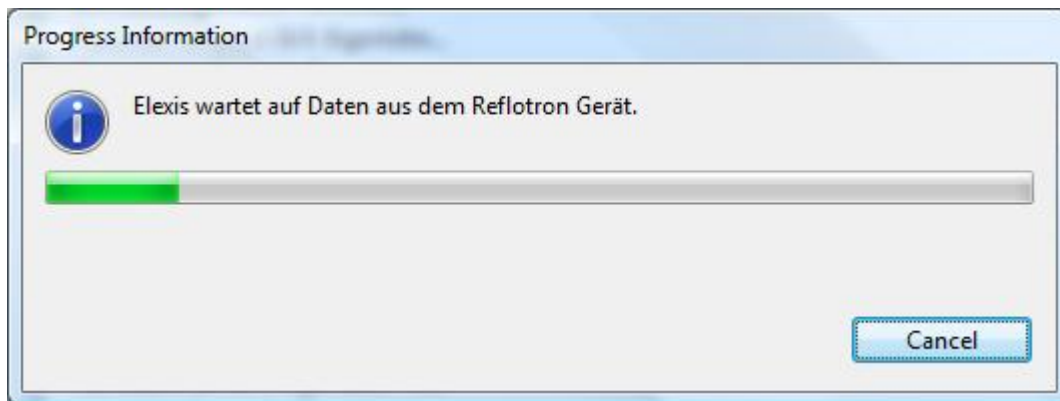 Progress Information
Elexis wartet auf Daten aus dem Reflotron Gerät.
Cancel